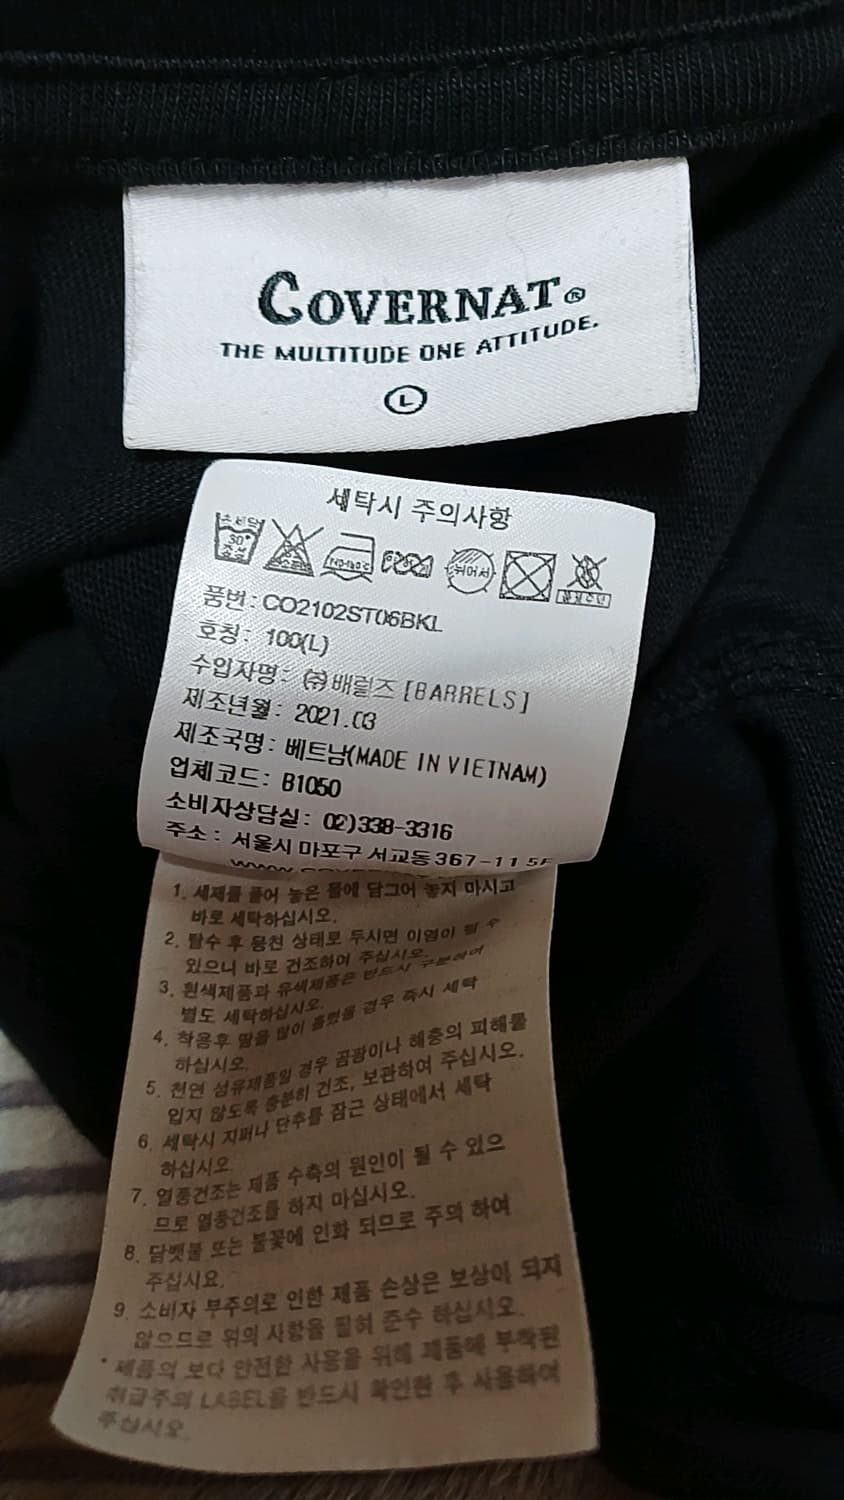 COVERNAT®
THE MULTITUDE ONE ATTITUDE.
L
세탁시 주의사항
손세탁
30°
중성
품번: CO2102ST06BKL
호칭: 100(L)
수입자명: ㈜배럴즈 [BARRELS]
제조년월: 2021.03
제조국명: 베트남(MADE IN VIETNAM)
업체코드: B1050
소비자상담실: 02)338-3316
주소: 서울시 마포구 서교동 367-11 5F
1. 세제를 풀어 놓은 물에 담그어 놓지 마시고
바로 세탁하십시오.
2. 탈수 후 뭉친 상태로 두시면 이염이 될 수
있으니 바로 건조하여 주십시오.
3. 흰색제품과 유색제품은 반드시 구분하여
별도 세탁하십시오.
4. 착용후 땀을 많이 흘렸을 경우 즉시 세탁
하십시오.
5. 천연 섬유제품일 경우 곰팡이나 해충의 피해를
입지 않도록 충분히 건조, 보관하여 주십시오.
6. 세탁시 지퍼나 단추를 잠근 상태에서 세탁
하십시오.
7. 열풍건조는 제품 수축의 원인이 될 수 있으
므로 열풍건조를 하지 마십시오.
8. 담뱃불 또는 불꽃에 인화 되므로 주의 하여
주십시요.
9. 소비자 부주의로 인한 제품 손상은 보상이 되지
않으므로 위의 사항을 필히 준수 하십시오.
* 제품의 보다 안전한 사용을 위해 제품에 부착된
취급주의 LABEL을 반드시 확인한 후 사용하여
주십시오.